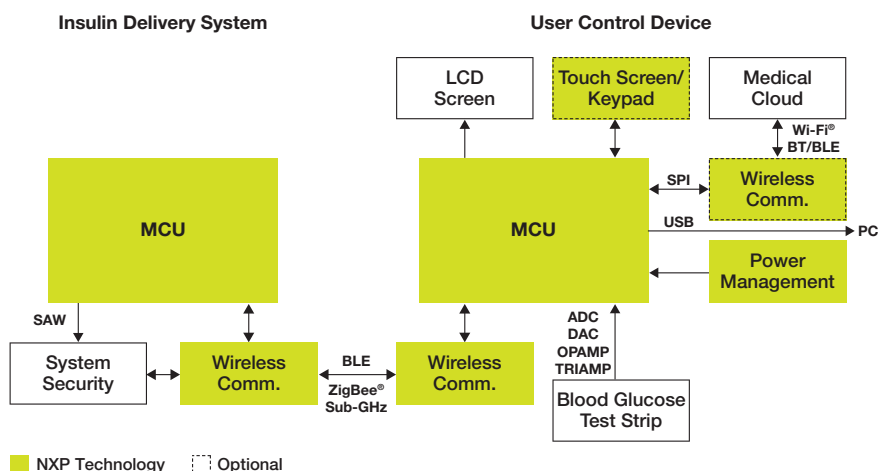 Insulin Delivery System
User Control Device
LCD
Screen
Touch Screen/
Keypad
Medical
Cloud
Wi-Fi®
BT/BLE
MCU
MCU
SPI
Wireless
Comm.
USB
PC
Power
Management
SAW
System
Security
Wireless
Comm.
BLE
ZigBee®
Sub-GHz
Wireless
Comm.
ADC
DAC
OPAMP
TRIAMP
Blood Glucose
Test Strip
NXP Technology
Optional